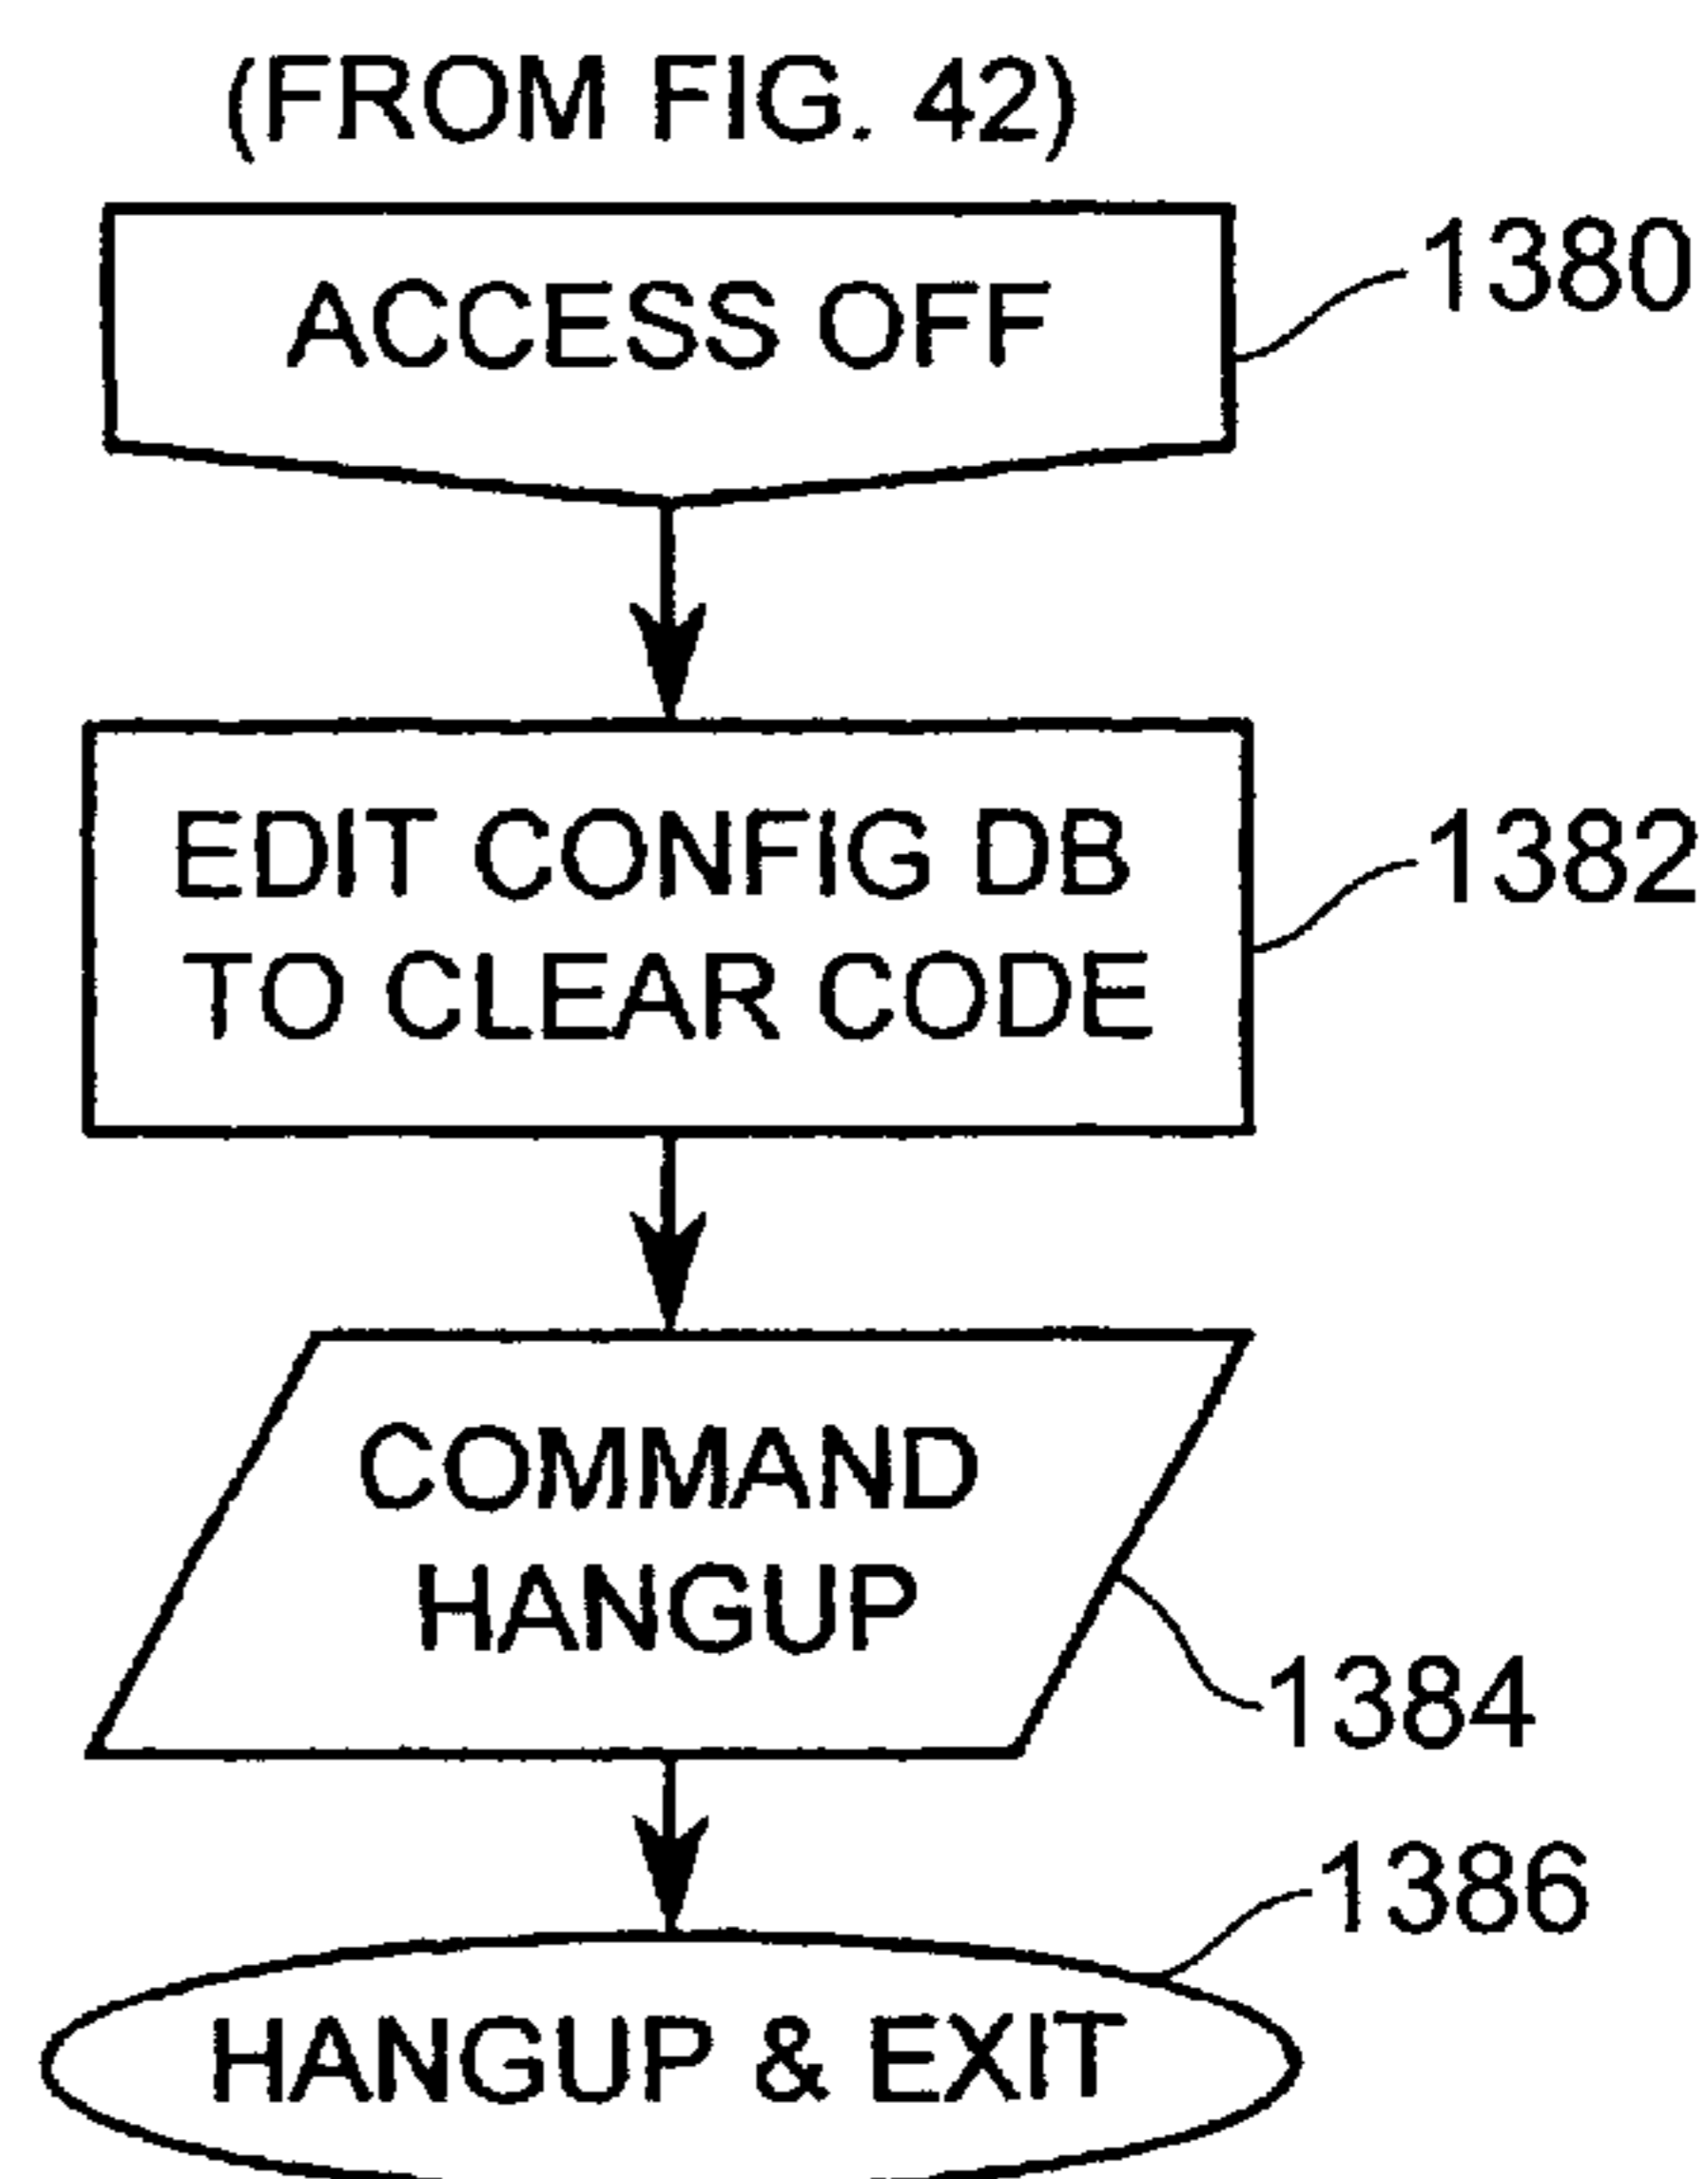 (FROM FIG. 42)
ACCESS OFF
1380
EDIT CONFIG DB
TO CLEAR CODE
1382
COMMAND
HANGUP
1384
1386
HANGUP & EXIT